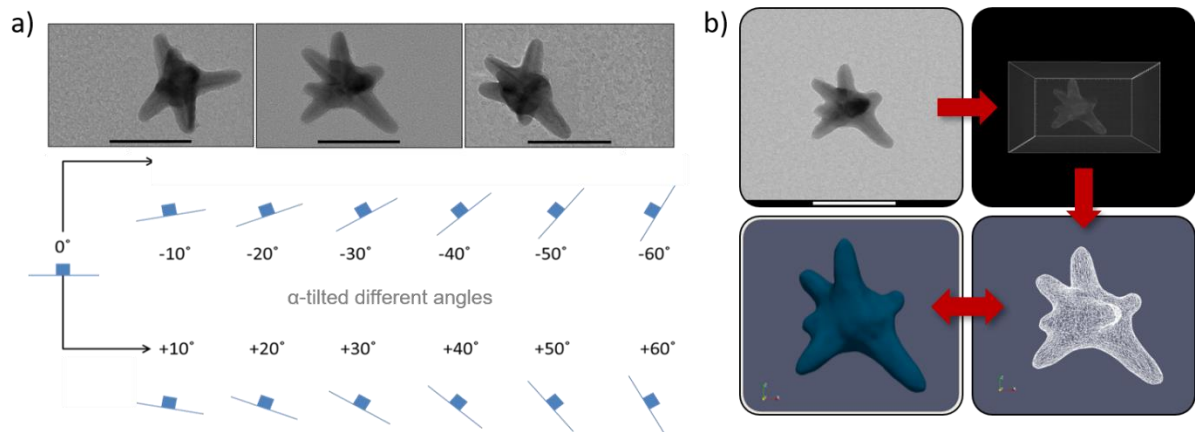 a)
b)
0˚
-10˚ -20˚ -30˚ -40˚ -50˚ -60˚
α-tilted different angles
+10˚ +20˚ +30˚ +40˚ +50˚ +60˚